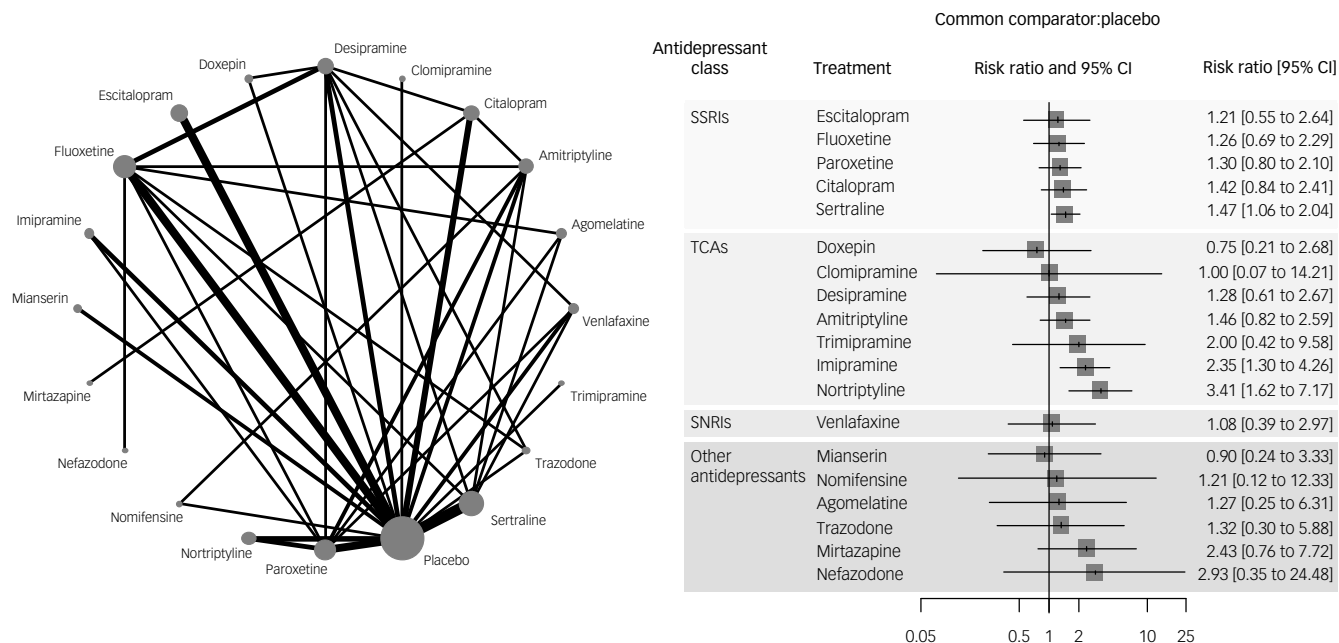 Desipramine
Doxepin
Clomipramine
Escitalopram
Citalopram
Fluoxetine
Amitriptyline
Imipramine
Agomelatine
Mianserin
Venlafaxine
Mirtazapine
Trimipramine
Nefazodone
Trazodone
Nomifensine
Sertraline
Nortriptyline
Paroxetine
Placebo
Common comparator:placebo
Antidepressant
class
Treatment
Risk ratio and 95% CI
Risk ratio [95% CI]
SSRIs
Escitalopram 1.21 [0.55 to 2.64]
Fluoxetine 1.26 [0.69 to 2.29]
Paroxetine 1.30 [0.80 to 2.10]
Citalopram 1.42 [0.84 to 2.41]
Sertraline 1.47 [1.06 to 2.04]
TCAs
Doxepin 0.75 [0.21 to 2.68]
Clomipramine 1.00 [0.07 to 14.21]
Desipramine 1.28 [0.61 to 2.67]
Amitriptyline 1.46 [0.82 to 2.59]
Trimipramine 2.00 [0.42 to 9.58]
Imipramine 2.35 [1.30 to 4.26]
Nortriptyline 3.41 [1.62 to 7.17]
SNRIs
Venlafaxine 1.08 [0.39 to 2.97]
Other
antidepressants
Mianserin 0.90 [0.24 to 3.33]
Nomifensine 1.21 [0.12 to 12.33]
Agomelatine 1.27 [0.25 to 6.31]
Trazodone 1.32 [0.30 to 5.88]
Mirtazapine 2.43 [0.76 to 7.72]
Nefazodone 2.93 [0.35 to 24.48]
0.05 0.5 1 2 10 25